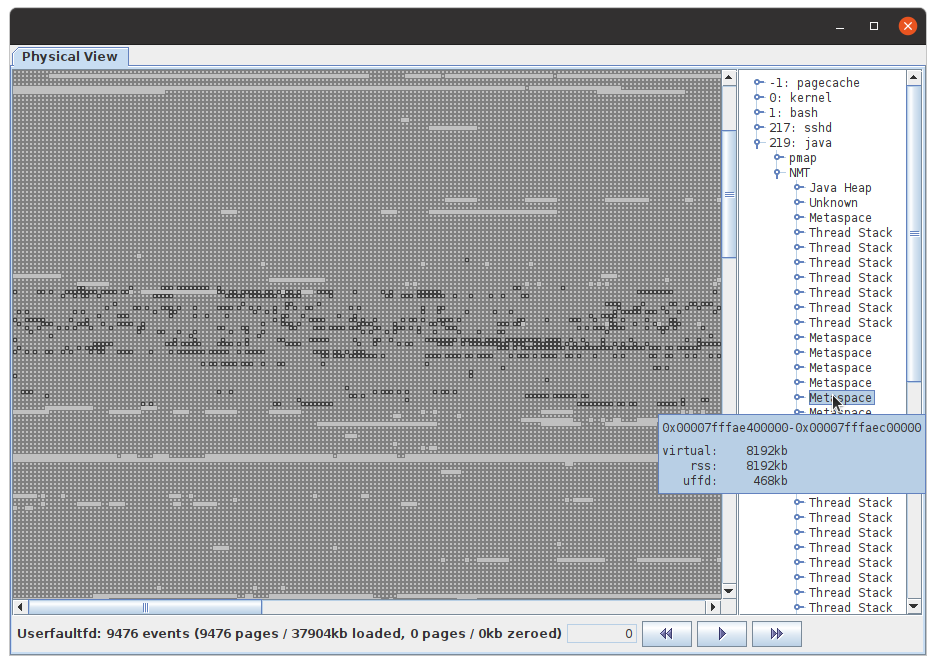 Physical View
-1: pagecache
0: kernel
1: bash
217: sshd
219: java
pmap
NMT
Java Heap
Unknown
Metaspace
Thread Stack
Thread Stack
Thread Stack
Thread Stack
Thread Stack
Thread Stack
Thread Stack
Metaspace
Metaspace
Metaspace
Metaspace
Metaspace
Metaspace
0x00007fffae400000-0x00007fffaec00000
virtual: 8192kb
rss: 8192kb
uffd: 468kb
Thread Stack
Thread Stack
Thread Stack
Thread Stack
Thread Stack
Thread Stack
Thread Stack
Thread Stack
Userfaultfd: 9476 events (9476 pages / 37904kb loaded, 0 pages / 0kb zeroed) 0